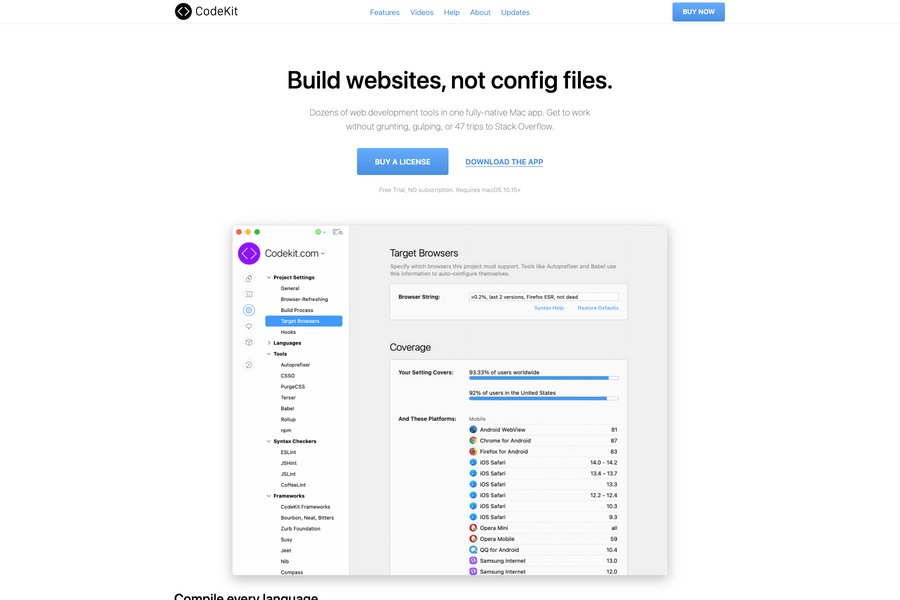 CodeKit
Features Videos Help About Updates
BUY NOW
Build websites, not config files.
Dozens of web development tools in one fully-native Mac app. Get to work
without grunting, gulping, or 47 trips to Stack Overflow.
BUY A LICENSE
DOWNLOAD THE APP
Free Trial, NO subscription. Requires macOS 10.15+
Codekit.com
Project Settings
General
Browser-Refreshing
Build Process
Target Browsers
Hooks
Languages
Tools
Autoprefixer
CSSO
PurgeCSS
Terser
Babel
Rollup
npm
Syntax Checkers
ESLint
JSHint
JSLint
CoffeeLint
Frameworks
CodeKit Frameworks
Bourbon, Neat, Bitters
Zurb Foundation
Susy
Jeet
Nib
Compass
Target Browsers
Specify which browsers this project must support. Tools like Autoprefixer and Babel use
this information to auto-configure themselves.
Browser String: >0.2%, last 2 versions, Firefox ESR, not dead
Syntax Help Restore Defaults
Coverage
Your Setting Covers: 93.33% of users worldwide
92% of users in the United States
And These Platforms: Mobile
Android WebView 81
Chrome for Android 87
Firefox for Android 83
iOS Safari 14.0 - 14.2
iOS Safari 13.4 - 13.7
iOS Safari 13.3
iOS Safari 12.2 - 12.4
iOS Safari 10.3
iOS Safari 9.3
Opera Mini all
Opera Mobile 59
QQ for Android 10.4
Samsung Internet 13.0
Samsung Internet 12.0
Compile every language